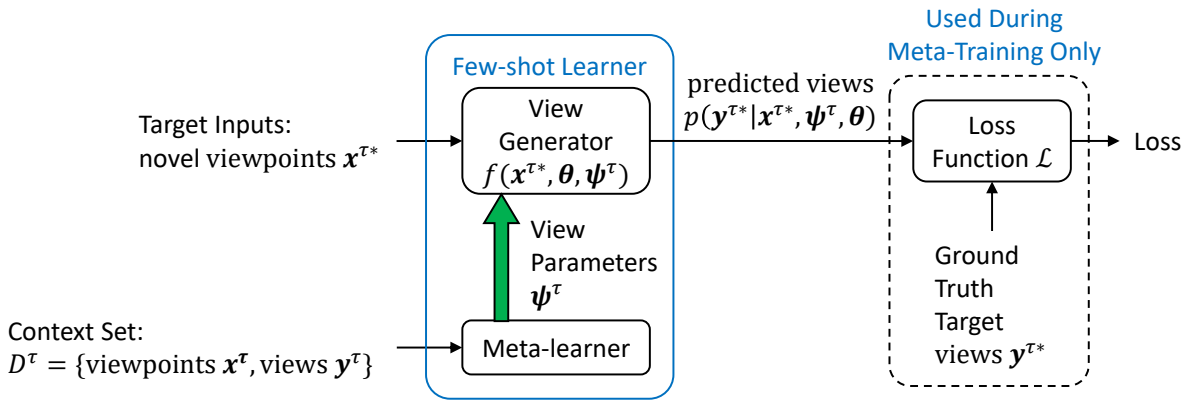 Used During
Meta-Training Only
Few-shot Learner
View
Generator
f(x^{τ*}, θ, ψ^τ)
predicted views
p(y^{τ*}|x^{τ*}, ψ^τ, θ)
Target Inputs:
novel viewpoints x^{τ*}
Loss
Function ℒ
Loss
View
Parameters
ψ^τ
Ground
Truth
Target
views y^{τ*}
Context Set:
D^τ = {viewpoints x^τ, views y^τ}
Meta-learner